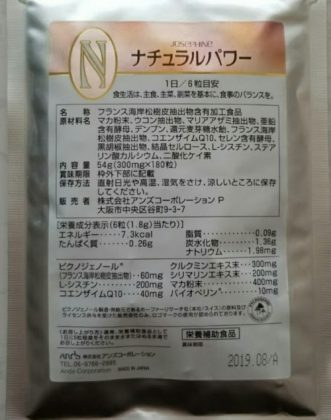 JOSEPHINE
N
ナチュラルパワー
1日/6粒目安
食生活は、主食、主菜、副菜を基本に、食事のバランスを。
名称 フランス海岸松樹皮抽出物含有加工食品
原材料名 マカ粉末、ウコン抽出物、マリアアザミ抽出物、亜鉛
含有酵母、デンプン、還元麦芽糖水飴、フランス海岸
松樹皮抽出物、コエンザイムQ10、セレン含有酵母、
黒胡椒抽出物、結晶セルロース、L-シスチン、ステア
リン酸カルシウム、二酸化ケイ素
内容量 54g(300mg×180粒)
賞味期限 枠外下部に記載
保存方法 直射日光や高温、湿気をさけ、涼しいところに保存
してください。
販売者 株式会社アンズコーポレーション P
大阪市中央区谷町9-3-7
[栄養成分表示(6粒(1.8g)当たり)]
エネルギー 7.3kcal 脂質 0.09g
たんぱく質 0.26g 炭水化物 1.36g
ナトリウム 1.98mg
ピクノジェノール® クルクミンエキス末 300mg
(フランス海岸松樹皮抽出物) 60mg シリマリンエキス末 200mg
L-シスチン 200mg マカ粉末 400mg
コエンザイムQ10 40mg バイオペリン® 10mg
栄養補助食品
賞味期限
2019.08/A
Ands 株式会社アンズコーポレーション
TEL.06-6766-2885
Ands Corporation